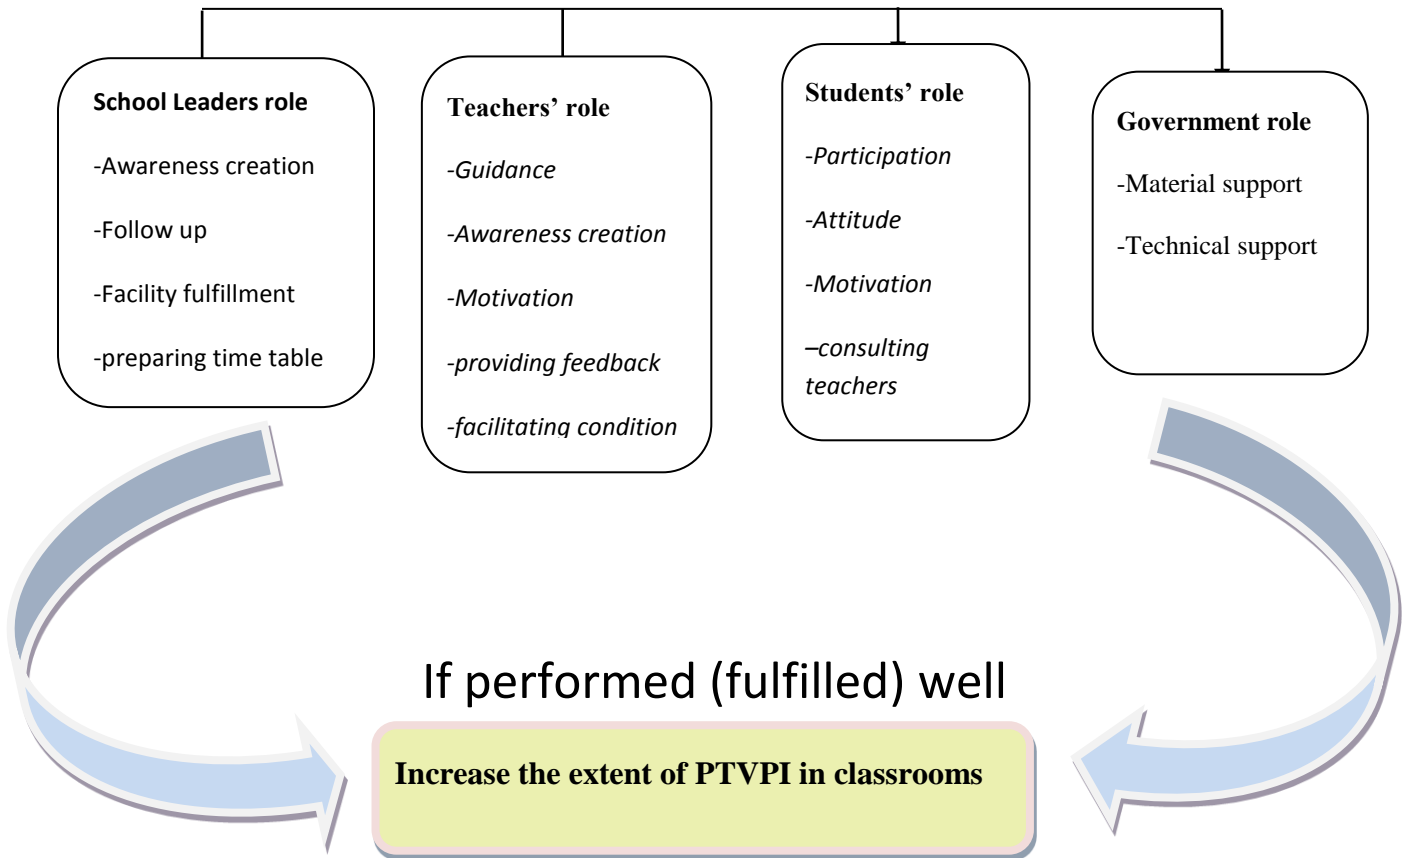 School Leaders role
-Awareness creation
-Follow up
-Facility fulfillment
-preparing time table
Teachers’ role
-Guidance
-Awareness creation
-Motivation
-providing feedback
-facilitating condition
Students’ role
-Participation
-Attitude
-Motivation
–consulting
teachers
Government role
-Material support
-Technical support
If performed (fulfilled) well
Increase the extent of PTVPI in classrooms